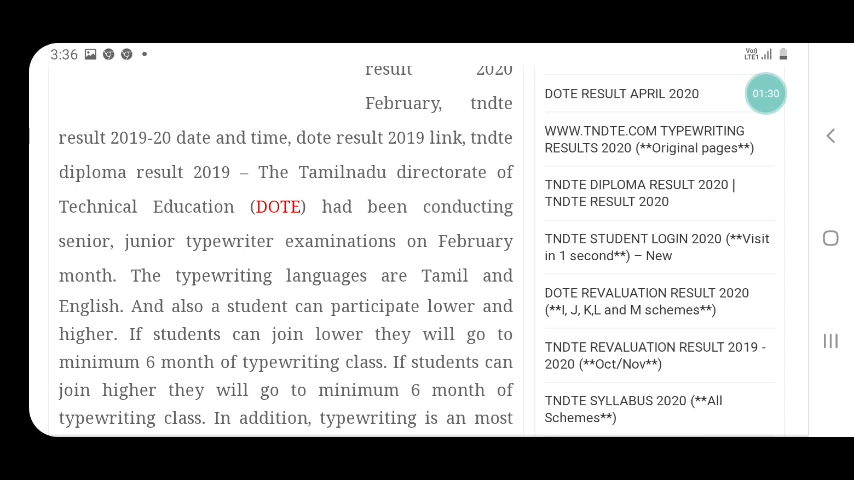 3:36
Vo)) LTE1
result 2020
February, tndte
result 2019-20 date and time, dote result 2019 link, tndte
diploma result 2019 – The Tamilnadu directorate of
Technical Education (DOTE) had been conducting
senior, junior typewriter examinations on February
month. The typewriting languages are Tamil and
English. And also a student can participate lower and
higher. If students can join lower they will go to
minimum 6 month of typewriting class. If students can
join higher they will go to minimum 6 month of
typewriting class. In addition, typewriting is an most
DOTE RESULT APRIL 2020
01:30
WWW.TNDTE.COM TYPEWRITING
RESULTS 2020 (**Original pages**)
TNDTE DIPLOMA RESULT 2020 |
TNDTE RESULT 2020
TNDTE STUDENT LOGIN 2020 (**Visit
in 1 second**) – New
DOTE REVALUATION RESULT 2020
(**I, J, K,L and M schemes**)
TNDTE REVALUATION RESULT 2019 -
2020 (**Oct/Nov**)
TNDTE SYLLABUS 2020 (**All
Schemes**)